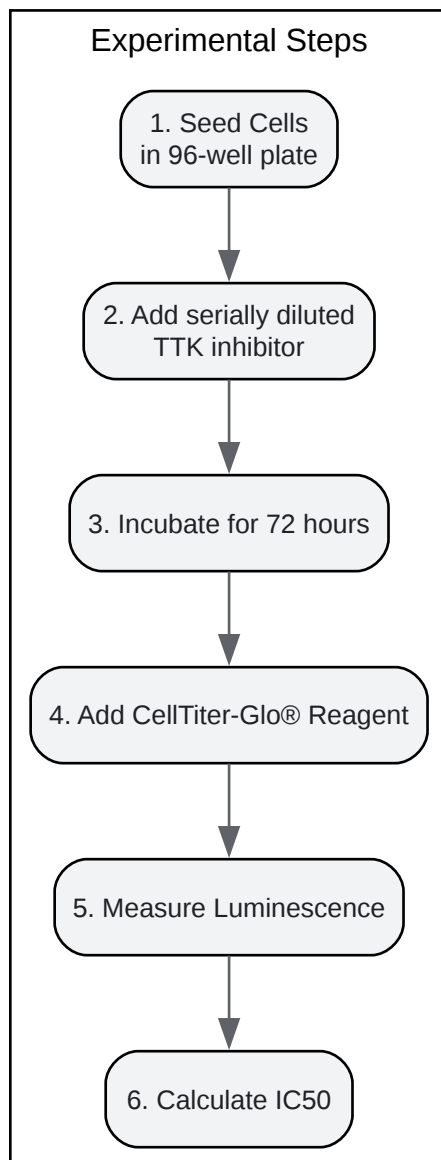 Experimental Steps
1. Seed Cells
in 96-well plate
2. Add serially diluted
TTK inhibitor
3. Incubate for 72 hours
4. Add CellTiter-Glo® Reagent
5. Measure Luminescence
6. Calculate IC50